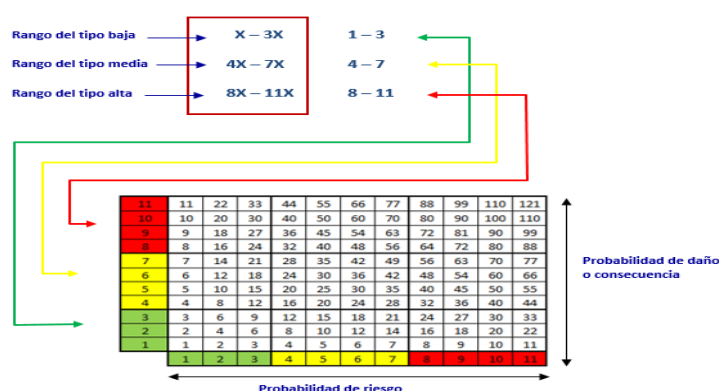 Rango del tipo baja X – 3X 1 – 3
Rango del tipo media 4X – 7X 4 – 7
Rango del tipo alta 8X – 11X 8 – 11
11 11 22 33 44 55 66 77 88 99 110 121
10 10 20 30 40 50 60 70 80 90 100 110
9 9 18 27 36 45 54 63 72 81 90 99
8 8 16 24 32 40 48 56 64 72 80 88
7 7 14 21 28 35 42 49 56 63 70 77
6 6 12 18 24 30 36 42 48 54 60 66
5 5 10 15 20 25 30 35 40 45 50 55
4 4 8 12 16 20 24 28 32 36 40 44
3 3 6 9 12 15 18 21 24 27 30 33
2 2 4 6 8 10 12 14 16 18 20 22
1 1 2 3 4 5 6 7 8 9 10 11
1 2 3 4 5 6 7 8 9 10 11
Probabilidad de daño
o consecuencia
Probabilidad de riesgo